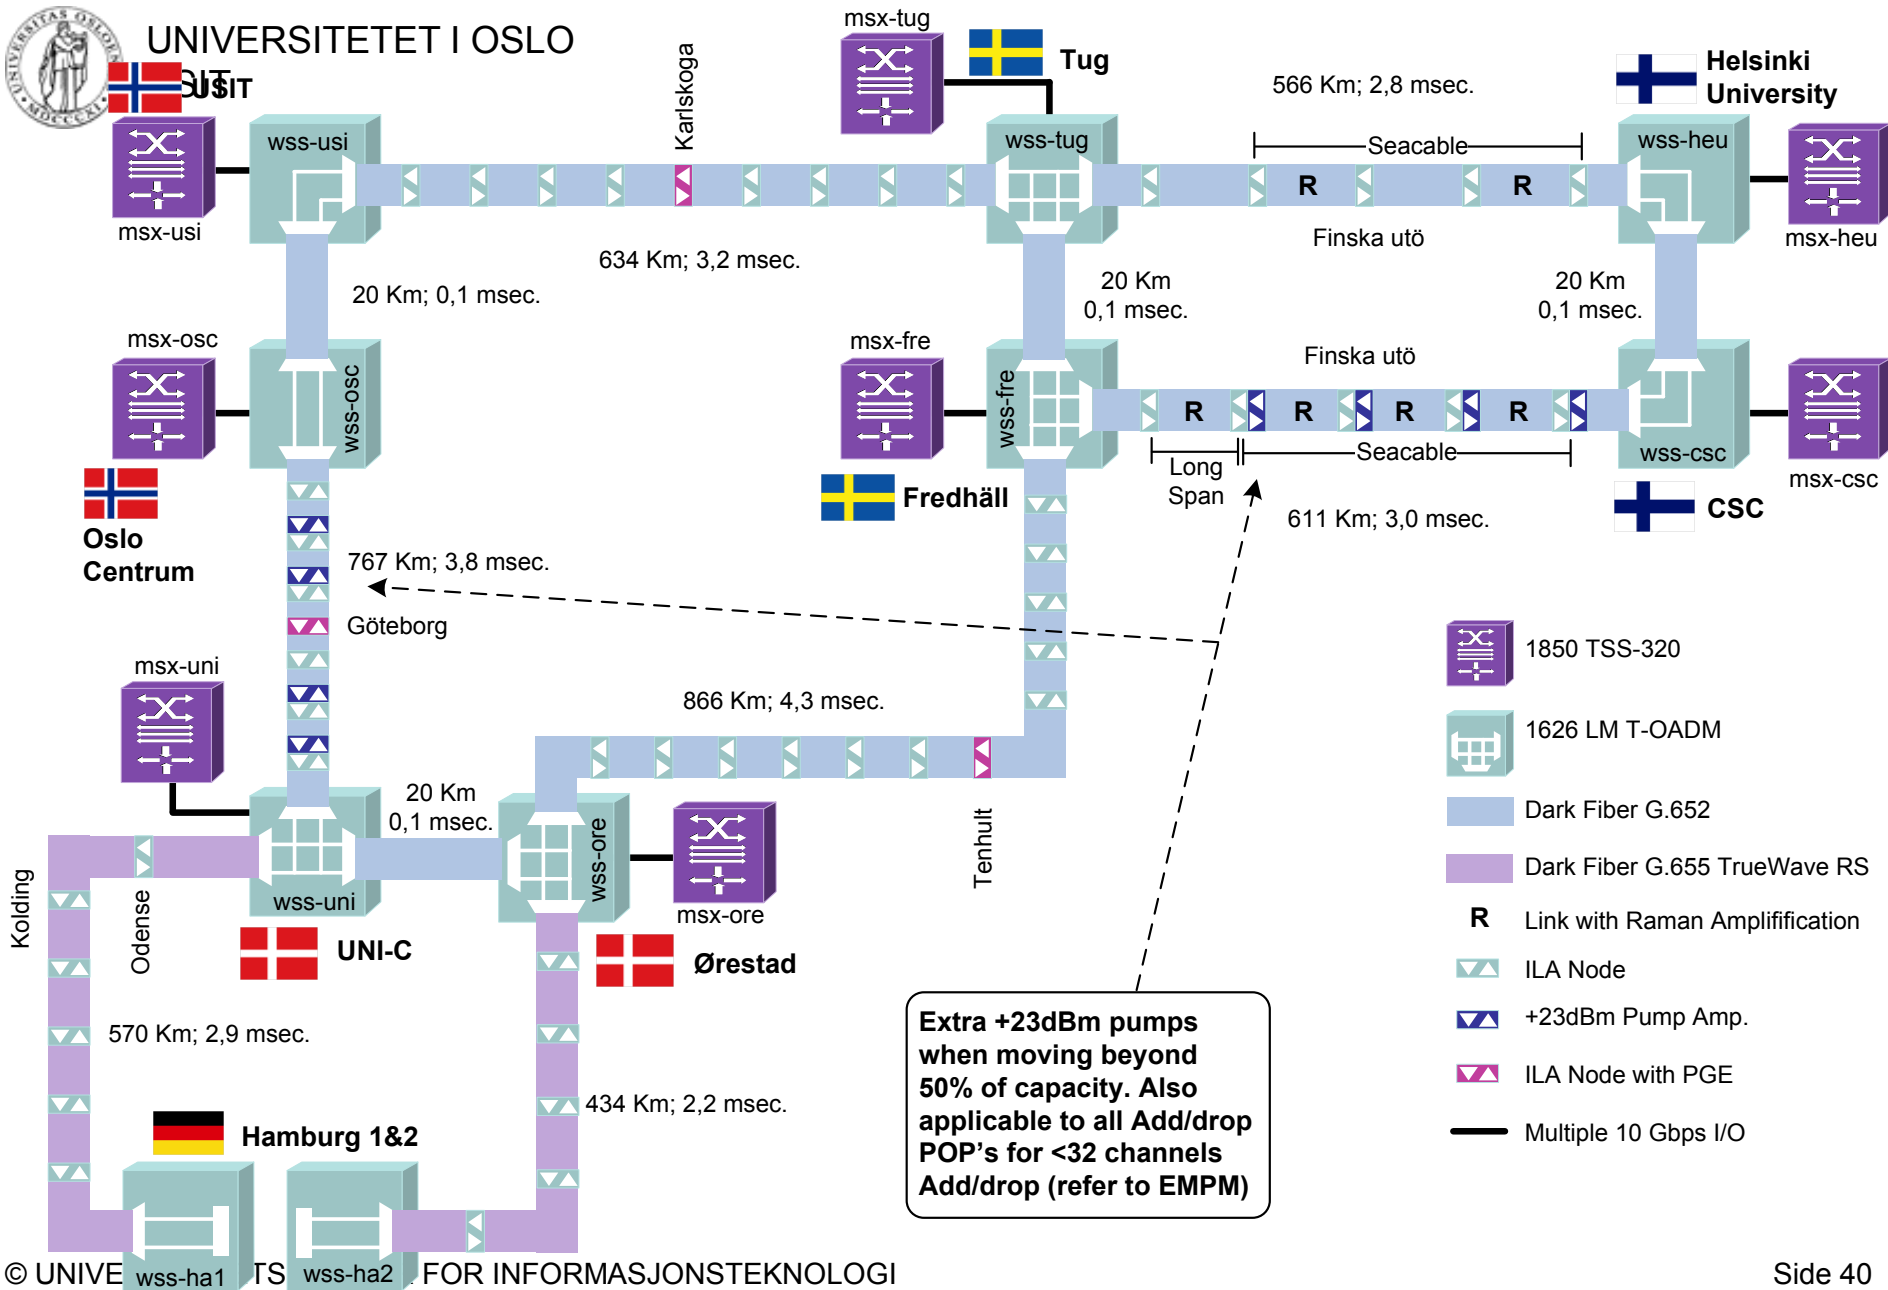 UNIVERSITETET I OSLO
USIT
USIT
msx-usi
wss-usi
Karlskoga
634 Km; 3,2 msec.
20 Km; 0,1 msec.
msx-tug
Tug
wss-tug
566 Km; 2,8 msec.
Seacable
R
R
Finska utö
Helsinki
University
wss-heu
msx-heu
20 Km
0,1 msec.
20 Km
0,1 msec.
msx-osc
wss-osc
Oslo
Centrum
msx-fre
wss-fre
Fredhäll
Finska utö
R
R
R
R
Long
Span
Seacable
611 Km; 3,0 msec.
wss-csc
msx-csc
CSC
767 Km; 3,8 msec.
Göteborg
msx-uni
866 Km; 4,3 msec.
20 Km
0,1 msec.
wss-uni
UNI-C
wss-ore
msx-ore
Ørestad
Tenhult
Kolding
Odense
570 Km; 2,9 msec.
434 Km; 2,2 msec.
Hamburg 1&2
wss-ha1
wss-ha2
Extra +23dBm pumps
when moving beyond
50% of capacity. Also
applicable to all Add/drop
POP's for <32 channels
Add/drop (refer to EMPM)
1850 TSS-320
1626 LM T-OADM
Dark Fiber G.652
Dark Fiber G.655 TrueWave RS
R Link with Raman Amplifification
ILA Node
+23dBm Pump Amp.
ILA Node with PGE
Multiple 10 Gbps I/O
© UNIVE TS FOR INFORMASJONSTEKNOLOGI
Side 40